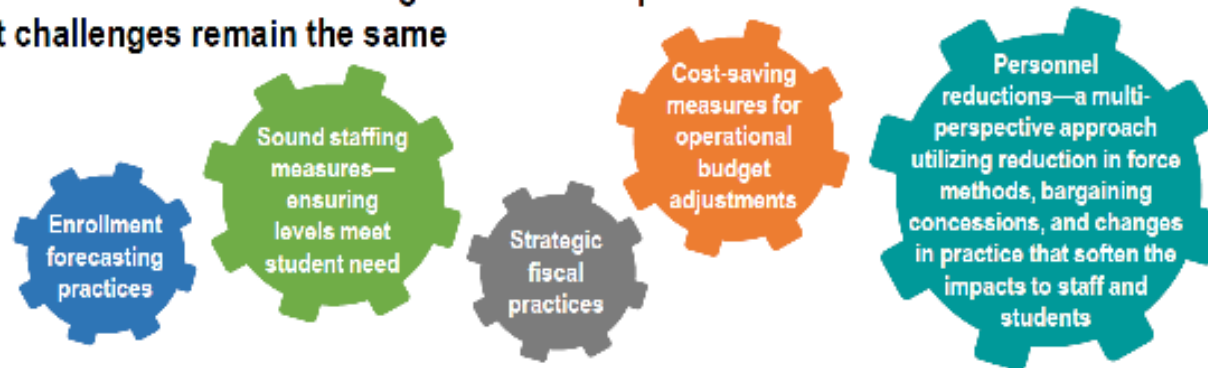 t challenges remain the same
Enrollment
forecasting
practices
Sound staffing
measures—
ensuring
levels meet
student need
Strategic
fiscal
practices
Cost-saving
measures for
operational
budget
adjustments
Personnel
reductions—a multi-
perspective approach
utilizing reduction in force
methods, bargaining
concessions, and changes
in practice that soften the
impacts to staff and
students